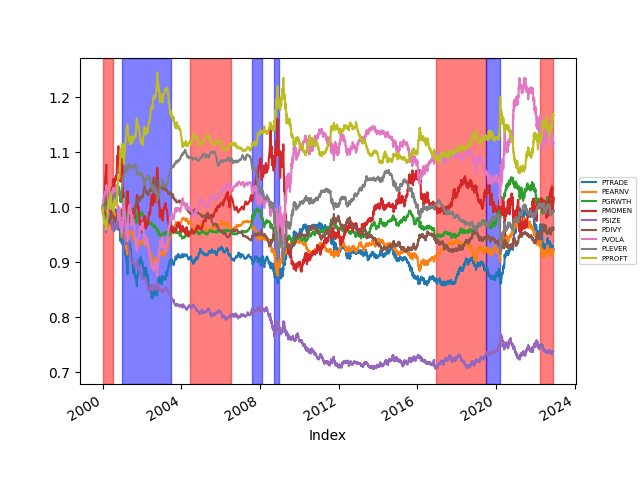 1.2
1.1
1.0
0.9
0.8
0.7
2000
2004
2008
2012
2016
2020
2024
Index
PTRADE
PEARNV
PGRWTH
PMOMEN
PSIZE
PDIVY
PVOLA
PLEVER
PPROFT